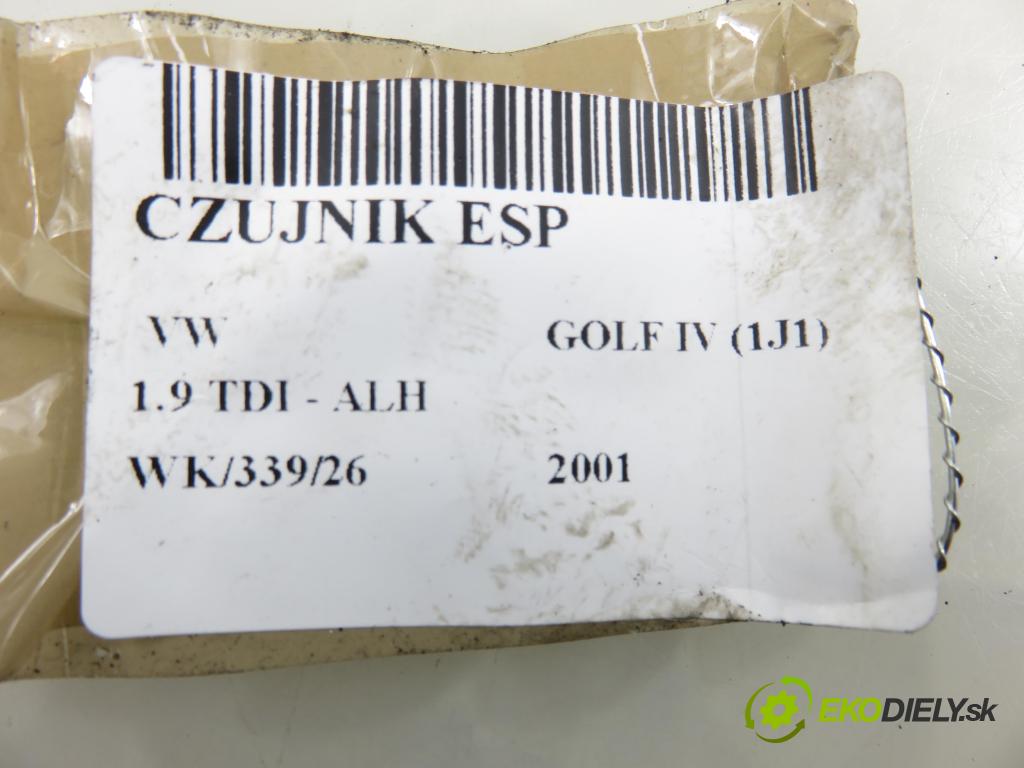 CZUJNIK ESP
VW GOLF IV (1J1)
1.9 TDI - ALH
WK/339/26 2001
EKODIELY.sk